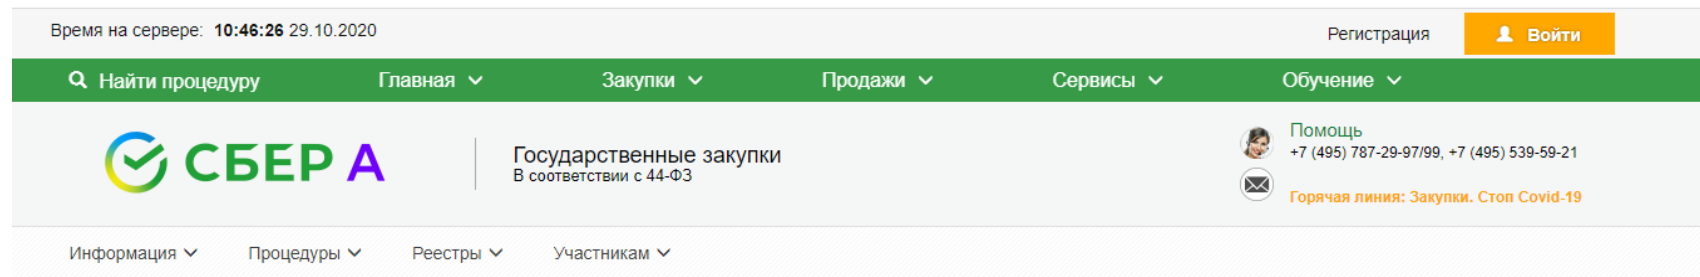 Время на сервере: 10:46:26 29.10.2020
Регистрация
Войти
Найти процедуру Главная Закупки Продажи Сервисы Обучение
СБЕР А
Государственные закупки
В соответствии с 44-ФЗ
Помощь
+7 (495) 787-29-97/99, +7 (495) 539-59-21
Горячая линия: Закупки. Стоп Covid-19
Информация Процедуры Реестры Участникам